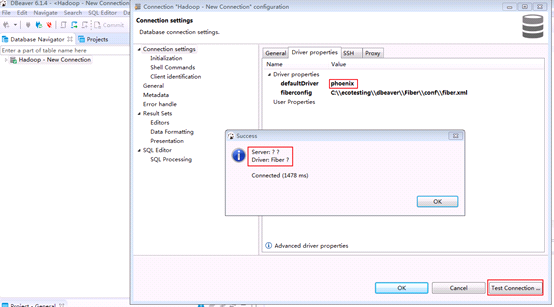 DBeaver 6.1.4 - <Hadoop - New Conne
File Edit Navigate Search SQL Editor Da
Commit
Database Navigator Projects
Enter a part of table name here
Hadoop - New Connection
Project - General
Connection "Hadoop - New Connection" configuration
Connection settings
Database connection settings.
Connection settings
Initialization
Shell Commands
Client identification
General
Metadata
Error handle
Result Sets
Editors
Data Formatting
Presentation
SQL Editor
SQL Processing
General Driver properties SSH Proxy
Name Value
Driver properties
defaultDriver phoenix
fiberconfig C:\\ecotesting\\dbeaver\\Fiber\\conf\\fiber.xml
User Properties
Success
Server: ? ?
Driver: Fiber ?
Connected (1478 ms)
OK
Advanced driver properties
OK Cancel Test Connection ...